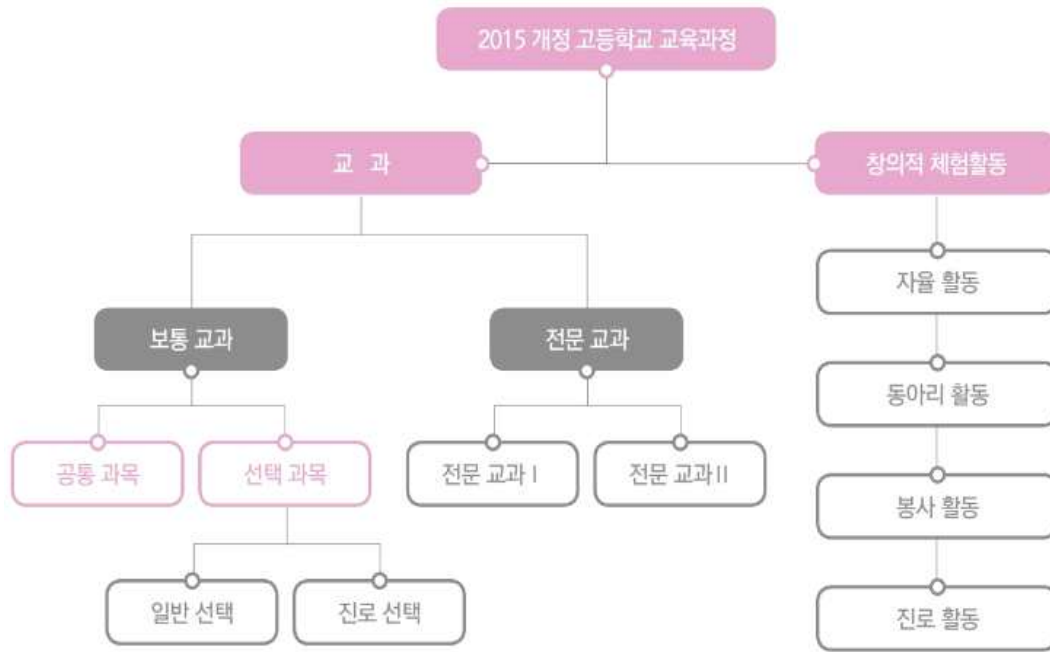 2015 개정 고등학교 교육과정
교 과
창의적 체험활동
자율 활동
보통 교과
전문 교과
동아리 활동
공통 과목
선택 과목
전문 교과 I
전문 교과 II
봉사 활동
일반 선택
진로 선택
진로 활동